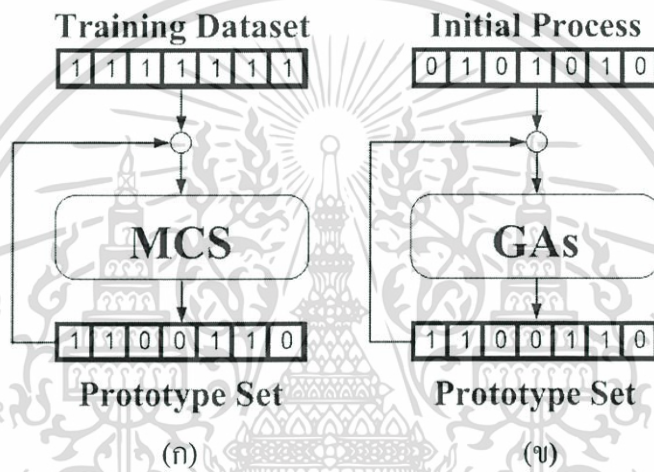 Training Dataset
1 1 1 1 1 1 1
MCS
1 1 0 0 1 1 0
Prototype Set
(ก)
Initial Process
0 1 0 1 0 1 0
GAs
1 1 0 0 1 1 0
Prototype Set
(ข)